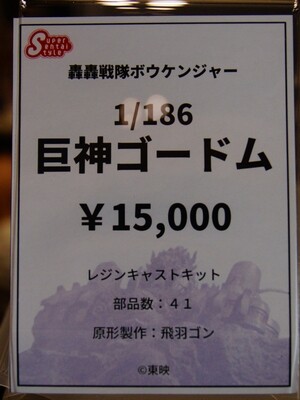 Super
Sentai
Style
轟轟戦隊ボウケンジャー
1/186
巨神ゴードム
￥15,000
レジンキャストキット
部品数：４１
原形製作：飛羽ゴン
©東映